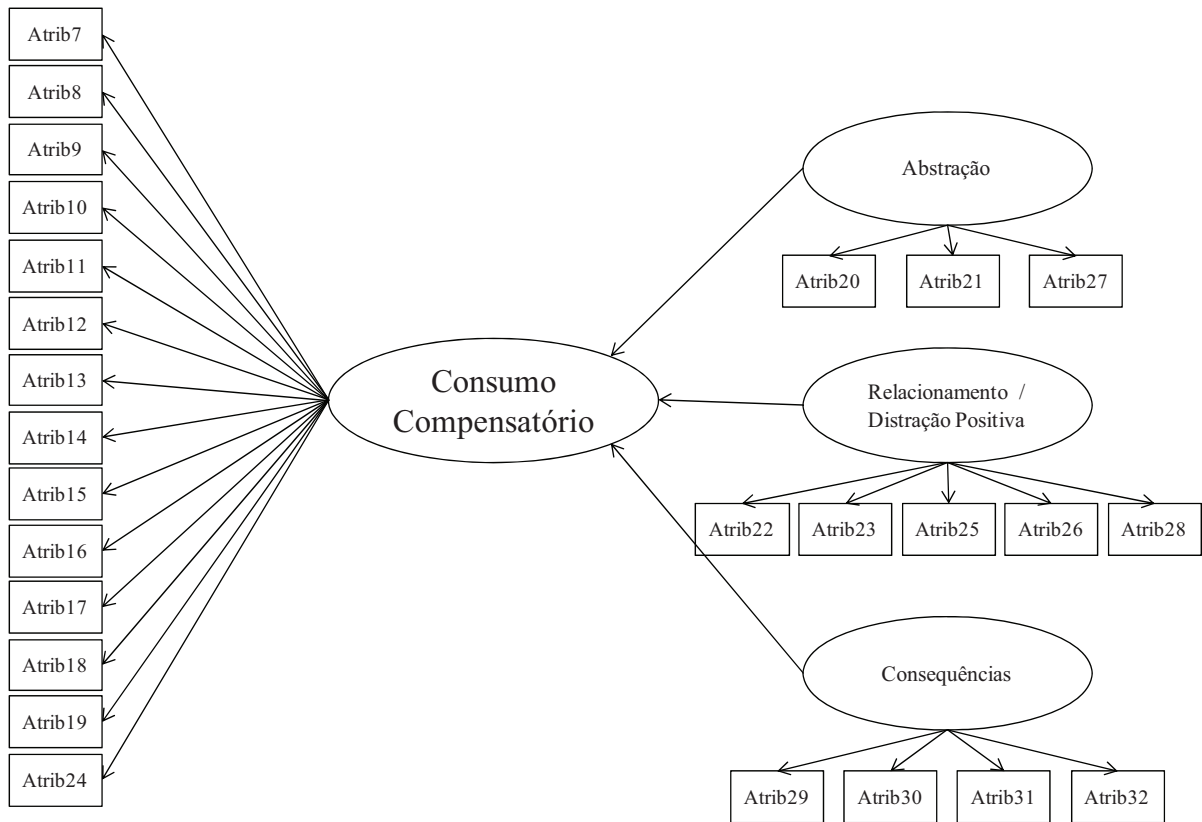 Atrib7
Atrib8
Atrib9
Atrib10
Atrib11
Atrib12
Atrib13
Atrib14
Atrib15
Atrib16
Atrib17
Atrib18
Atrib19
Atrib24
Consumo
Compensatório
Abstração
Atrib20
Atrib21
Atrib27
Relacionamento /
Distração Positiva
Atrib22
Atrib23
Atrib25
Atrib26
Atrib28
Consequências
Atrib29
Atrib30
Atrib31
Atrib32